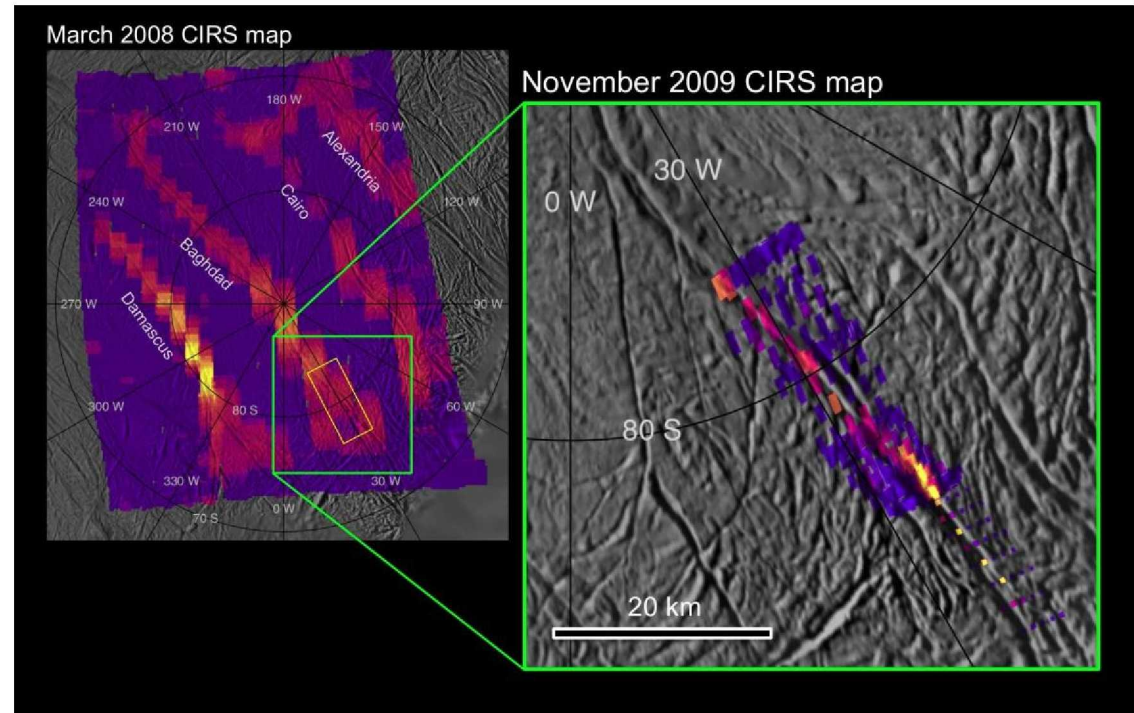 March 2008 CIRS map
180 W
210 W
150 W
Alexandria
Cairo
240 W
120 W
Baghdad
Damascus
270 W
90 W
300 W
80 S
60 W
330 W
30 W
70 S
0 W
November 2009 CIRS map
30 W
0 W
80 S
20 km